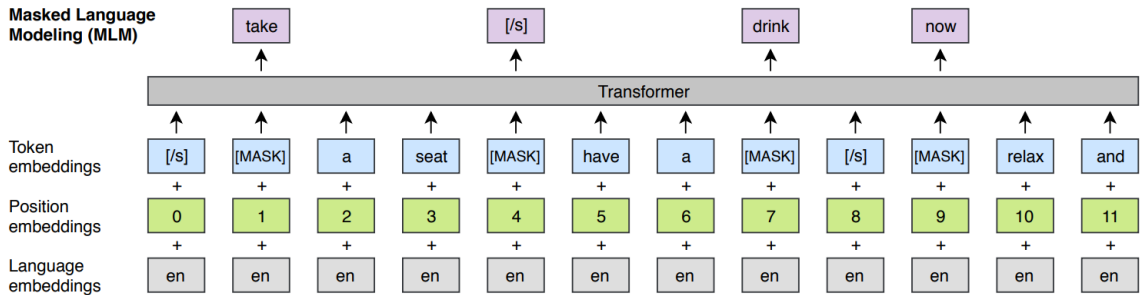 Masked Language
Modeling (MLM)
take [/s] drink now
Transformer
Token
embeddings
[/s] [MASK] a seat [MASK] have a [MASK] [/s] [MASK] relax and
+ + + + + + + + + + + +
Position
embeddings
0 1 2 3 4 5 6 7 8 9 10 11
+ + + + + + + + + + + +
Language
embeddings
en en en en en en en en en en en en